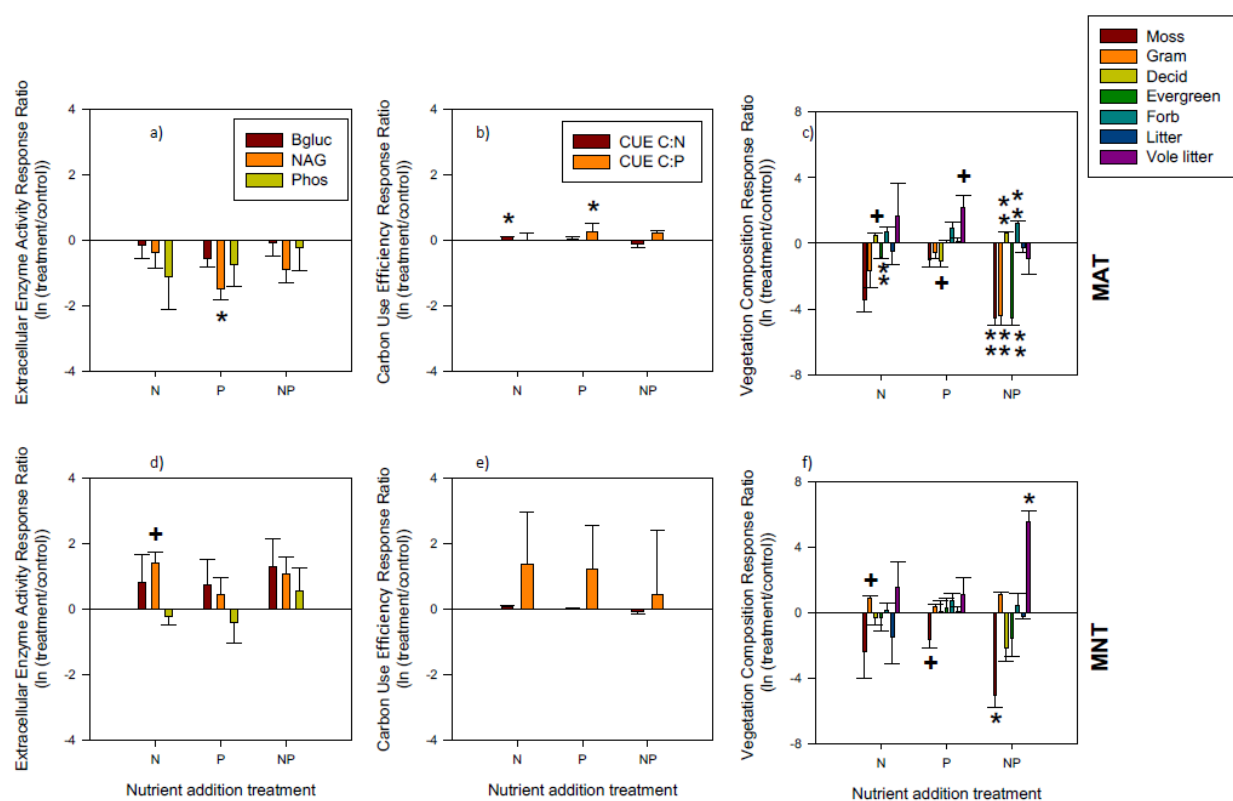 Moss
Gram
Decid
Evergreen
Forb
Litter
Vole litter
Extracellular Enzyme Activity Response Ratio
(ln (treatment/control))
4
2
0
-2
-4
a)
Bgluc
NAG
Phos
*
N
P
NP
Carbon Use Efficiency Response Ratio
(ln (treatment/control))
4
2
0
-2
-4
b)
CUE C:N
CUE C:P
*
*
N
P
NP
Vegetation Composition Response Ratio
(ln (treatment/control))
8
4
0
-4
-8
c)
+
**
+
+
**
**
**
**
**
N
P
NP
MAT
Extracellular Enzyme Activity Response Ratio
(ln (treatment/control))
4
2
0
-2
-4
d)
+
N
P
NP
Nutrient addition treatment
Carbon Use Efficiency Response Ratio
(ln (treatment/control))
4
2
0
-2
-4
e)
N
P
NP
Nutrient addition treatment
Vegetation Composition Response Ratio
(ln (treatment/control))
8
4
0
-4
-8
f)
+
+
*
*
N
P
NP
Nutrient addition treatment
MNT